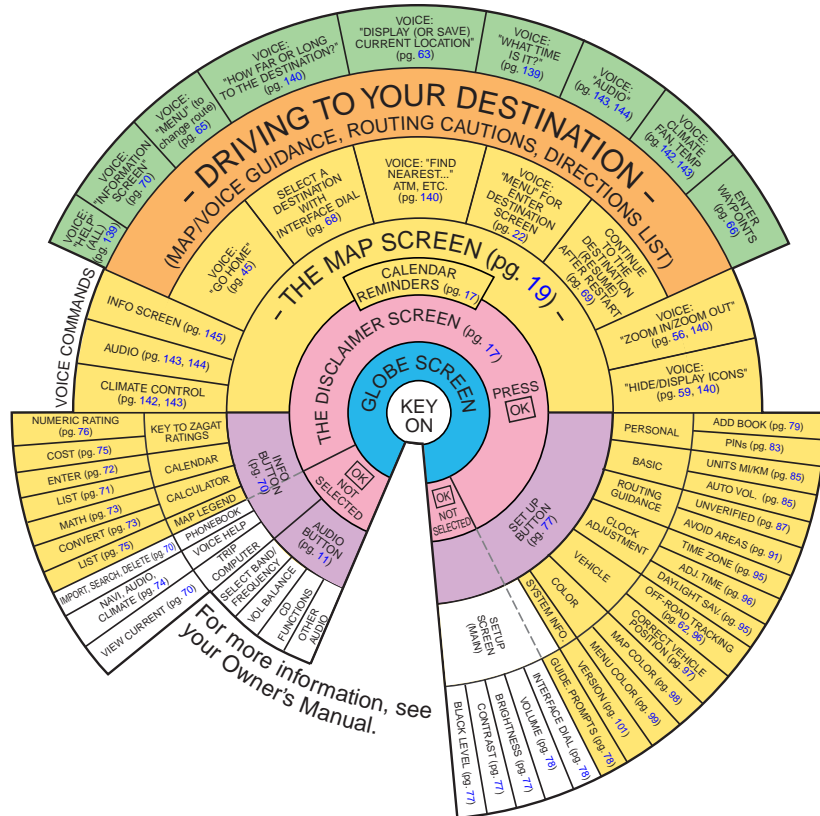 VOICE:
"HELP"
(ALL)
(pg. 139)
VOICE:
"INFORMATION
SCREEN"
(pg. 70)
VOICE:
"MENU" (to
change route)
(pg. 65)
VOICE:
"HOW FAR OR LONG
TO THE DESTINATION?"
(pg. 140)
VOICE:
"DISPLAY (OR SAVE)
CURRENT LOCATION"
(pg. 63)
VOICE:
"WHAT TIME
IS IT?"
(pg. 139)
VOICE:
"AUDIO"
(pg. 143, 144)
VOICE:
CLIMATE
FAN, TEMP
(pg. 142, 143)
ENTER
WAYPOINTS
(pg. 66)
- DRIVING TO YOUR DESTINATION -
(MAP/VOICE GUIDANCE, ROUTING CAUTIONS, DIRECTIONS LIST)
VOICE:
"GO HOME"
(pg. 45)
SELECT A
DESTINATION
WITH
INTERFACE DIAL
(pg. 68)
VOICE: "FIND
NEAREST..."
ATM, ETC.
(pg. 140)
VOICE:
"MENU" FOR
ENTER
DESTINATION
SCREEN
(pg. 22)
CONTINUE
TO THE
DESTINATION
(RESUME)
AFTER RESTART
(pg. 69)
VOICE COMMANDS
INFO SCREEN (pg. 145)
AUDIO (pg. 143, 144)
CLIMATE CONTROL
(pg. 142, 143)
- THE MAP SCREEN (pg. 19) -
VOICE:
"ZOOM IN/ZOOM OUT"
(pg. 56, 140)
VOICE:
"HIDE/DISPLAY ICONS"
(pg. 59, 140)
CALENDAR
REMINDERS (pg. 17)
THE DISCLAIMER SCREEN (pg. 17)
PRESS
OK
GLOBE SCREEN
KEY
ON
OK
NOT
SELECTED
OK
NOT
SELECTED
INFO
BUTTON
(pg. 70)
AUDIO
BUTTON
(pg. 11)
SET UP
BUTTON
(pg. 77)
NUMERIC RATING
(pg. 76)
COST (pg. 75)
KEY TO ZAGAT
RATINGS
ENTER (pg. 72)
LIST (pg. 71)
CALENDAR
MATH (pg. 73)
CONVERT (pg. 73)
CALCULATOR
LIST (pg. 75)
MAP LEGEND
IMPORT, SEARCH, DELETE (pg. 70)
PHONEBOOK
NAVI, AUDIO,
CLIMATE (pg. 74)
VOICE HELP
VIEW CURRENT (pg. 70)
TRIP
COMPUTER
SELECT BAND/
FREQUENCY
VOL BALANCE
CD
FUNCTIONS
OTHER
AUDIO
For more information, see
your Owner's Manual.
PERSONAL
ADD BOOK (pg. 79)
PINs (pg. 83)
BASIC
UNITS MI/KM (pg. 85)
AUTO VOL. (pg. 85)
ROUTING
GUIDANCE
UNVERIFIED (pg. 87)
AVOID AREAS (pg. 91)
CLOCK
ADJUSTMENT
TIME ZONE (pg. 95)
ADJ. TIME (pg. 96)
DAYLIGHT SAV. (pg. 95)
VEHICLE
OFF-ROAD TRACKING
(pg. 62, 96)
CORRECT VEHICLE
POSITION (pg. 97)
COLOR
MAP COLOR (pg. 98)
MENU COLOR (pg. 99)
SYSTEM INFO.
VERSION (pg. 101)
GUIDE. PROMPTS (pg. 78)
SETUP
SCREEN
(MAIN)
INTERFACE DIAL (pg. 78)
VOLUME (pg. 78)
BRIGHTNESS (pg. 77)
CONTRAST (pg. 77)
BLACK LEVEL (pg. 77)